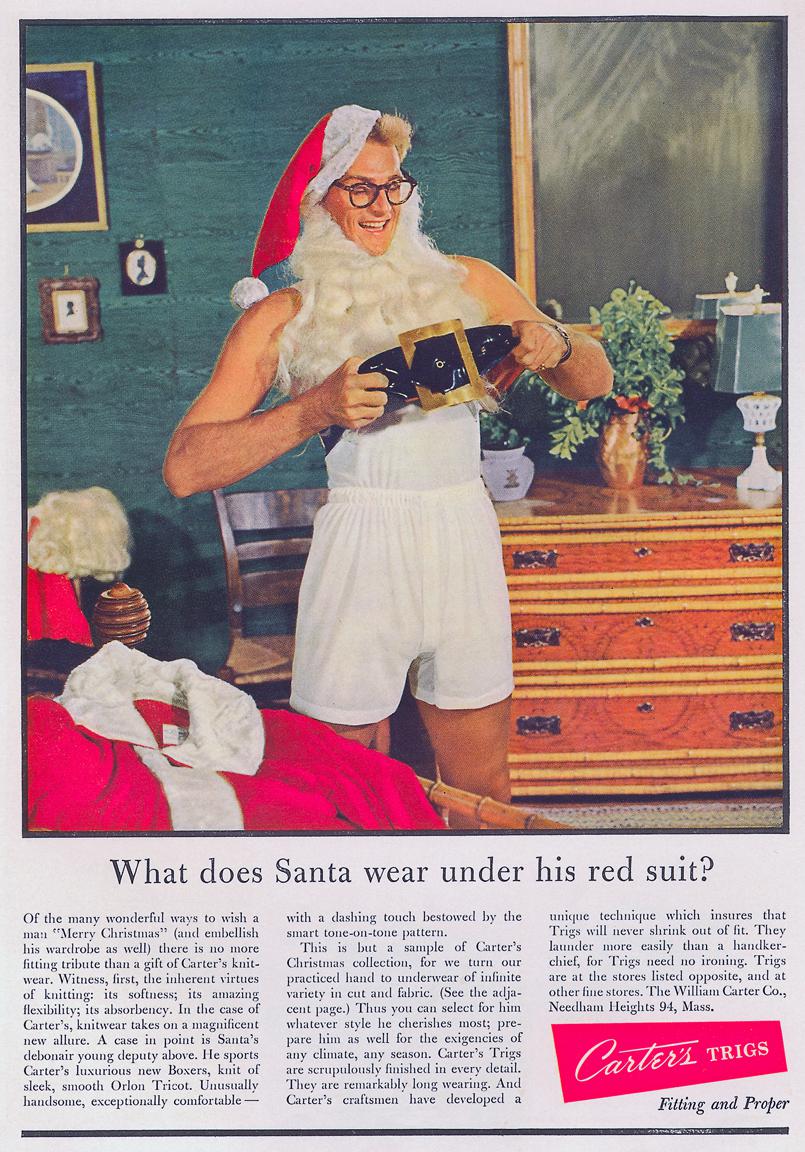 What does Santa wear under his red suit?
Of the many wonderful ways to wish a
man "Merry Christmas" (and embellish
his wardrobe as well) there is no more
fitting tribute than a gift of Carter's knit-
wear. Witness, first, the inherent virtues
of knitting: its softness; its amazing
flexibility; its absorbency. In the case of
Carter's, knitwear takes on a magnificent
new allure. A case in point is Santa's
debonair young deputy above. He sports
Carter's luxurious new Boxers, knit of
sleek, smooth Orlon Tricot. Unusually
handsome, exceptionally comfortable—
with a dashing touch bestowed by the
smart tone-on-tone pattern.
This is but a sample of Carter's
Christmas collection, for we turn our
practiced hand to underwear of infinite
variety in cut and fabric. (See the adja-
cent page.) Thus you can select for him
whatever style he cherishes most; pre-
pare him as well for the exigencies of
any climate, any season. Carter's Trigs
are scrupulously finished in every detail.
They are remarkably long wearing. And
Carter's craftsmen have developed a
unique technique which insures that
Trigs will never shrink out of fit. They
launder more easily than a handker-
chief, for Trigs need no ironing. Trigs
are at the stores listed opposite, and at
other fine stores. The William Carter Co.,
Needham Heights 94, Mass.
Carter's TRIGS
Fitting and Proper